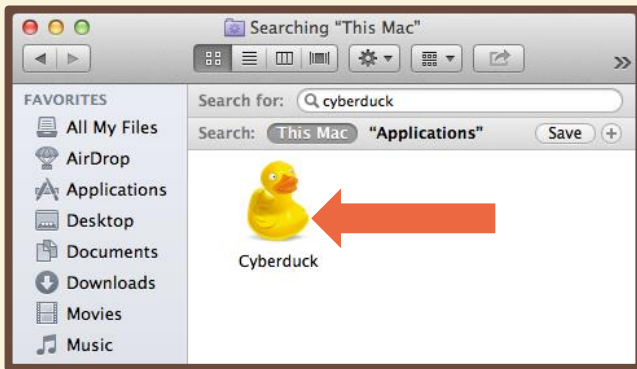 Searching "This Mac"
FAVORITES
All My Files
AirDrop
Applications
Desktop
Documents
Downloads
Movies
Music
Search for: cyberduck
Search: This Mac "Applications" Save
Cyberduck